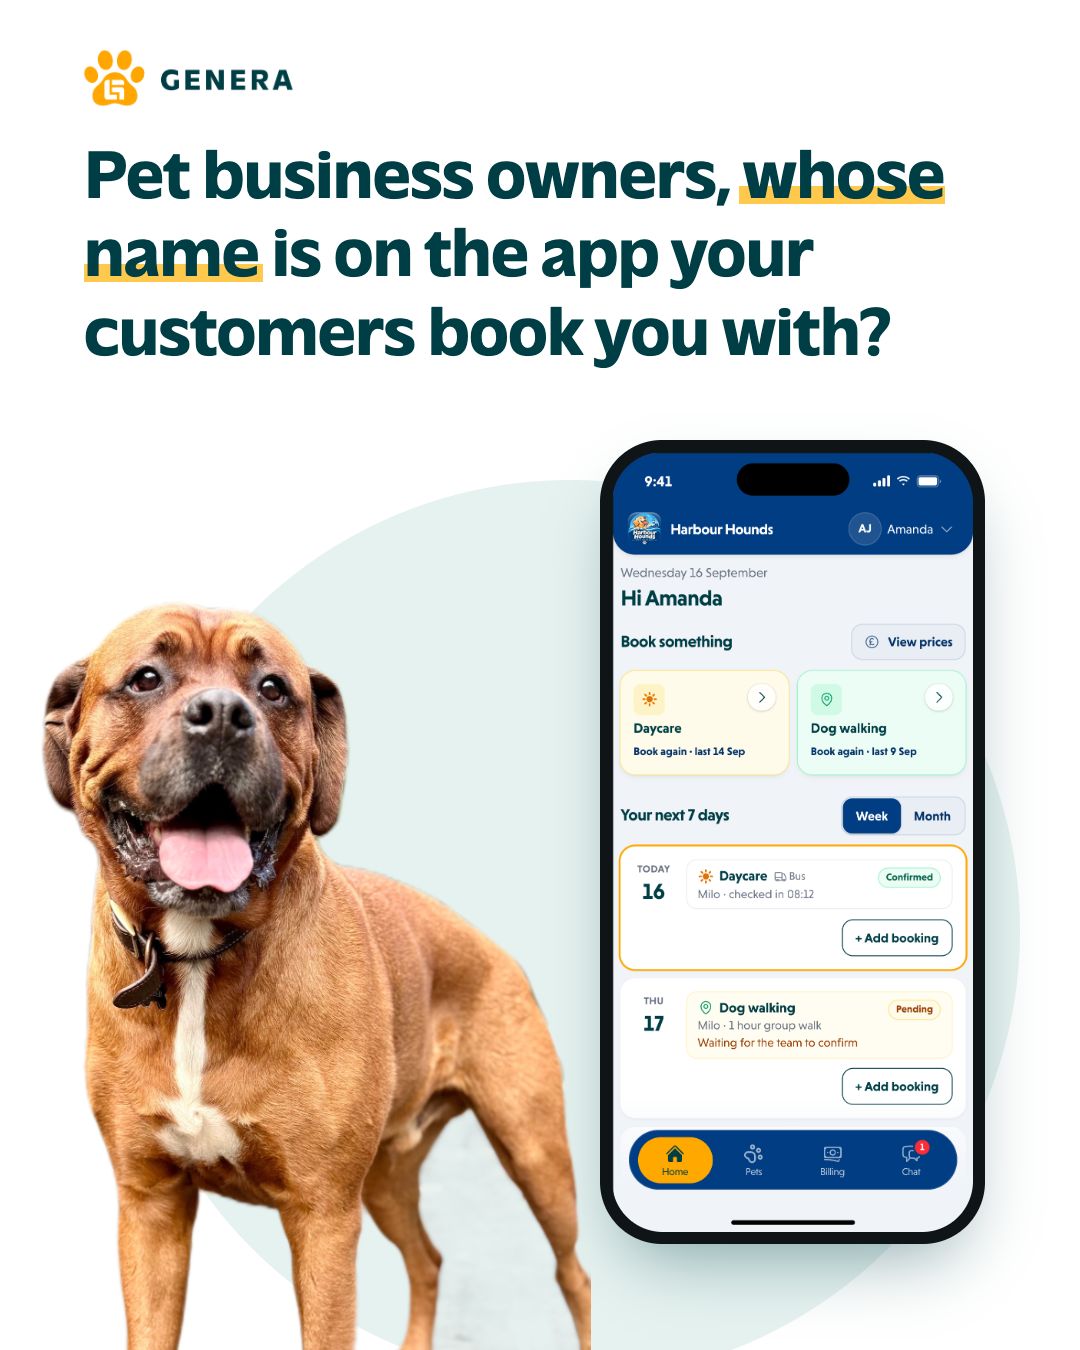 GENERA
Pet business owners, whose
name is on the app your
customers book you with?
9:41
Harbour Hounds
Harbour Hounds
AJ
Amanda
Wednesday 16 September
Hi Amanda
Book something
£ View prices
Daycare
Book again · last 14 Sep
Dog walking
Book again · last 9 Sep
Your next 7 days
Week
Month
TODAY
16
Daycare
Bus
Confirmed
Milo · checked in 08:12
+ Add booking
THU
17
Dog walking
Pending
Milo · 1 hour group walk
Waiting for the team to confirm
+ Add booking
Home
Pets
Billing
1
Chat